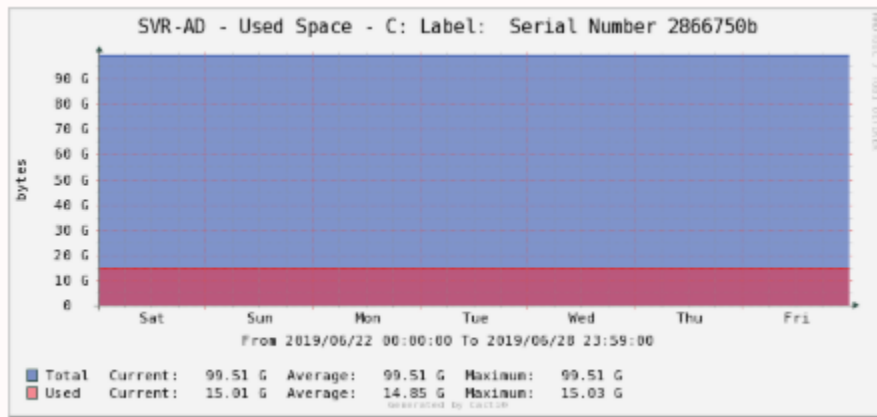 SVR-AD - Used Space - C: Label:  Serial Number 2866750b
90 G
80 G
70 G
60 G
50 G
40 G
30 G
20 G
10 G
0
bytes
Sat Sun Mon Tue Wed Thu Fri
From 2019/06/22 00:00:00 To 2019/06/28 23:59:00
Total Current: 99.51 G Average: 99.51 G Maximum: 99.51 G
Used Current: 15.01 G Average: 14.85 G Maximum: 15.03 G
Generated by Cacti®